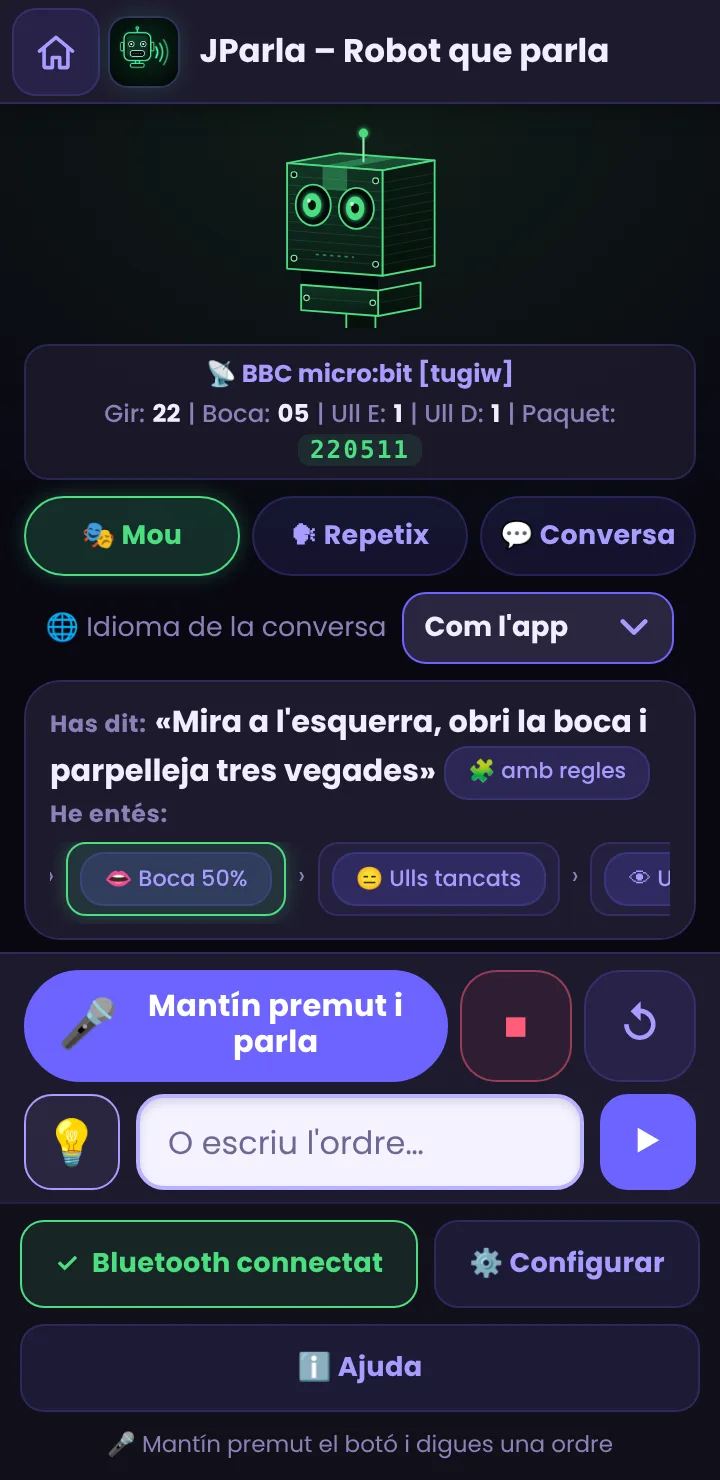 JParla – Robot que parla
📡 BBC micro:bit [tugiw]
Gir: 22 | Boca: 05 | Ull E: 1 | Ull D: 1 | Paquet:
220511
🎭 Mou
🗣 Repetix
💬 Conversa
🌐 Idioma de la conversa
Com l'app
Has dit: «Mira a l'esquerra, obri la boca i
parpelleja tres vegades» 🧩 amb regles
He entés:
› 👄 Boca 50% › 😑 Ulls tancats › 👁 U
🎤 Mantín premut i
parla
O escriu l'ordre...
✓ Bluetooth connectat
⚙️ Configurar
ℹ️ Ajuda
🎤 Mantín premut el botó i digues una ordre